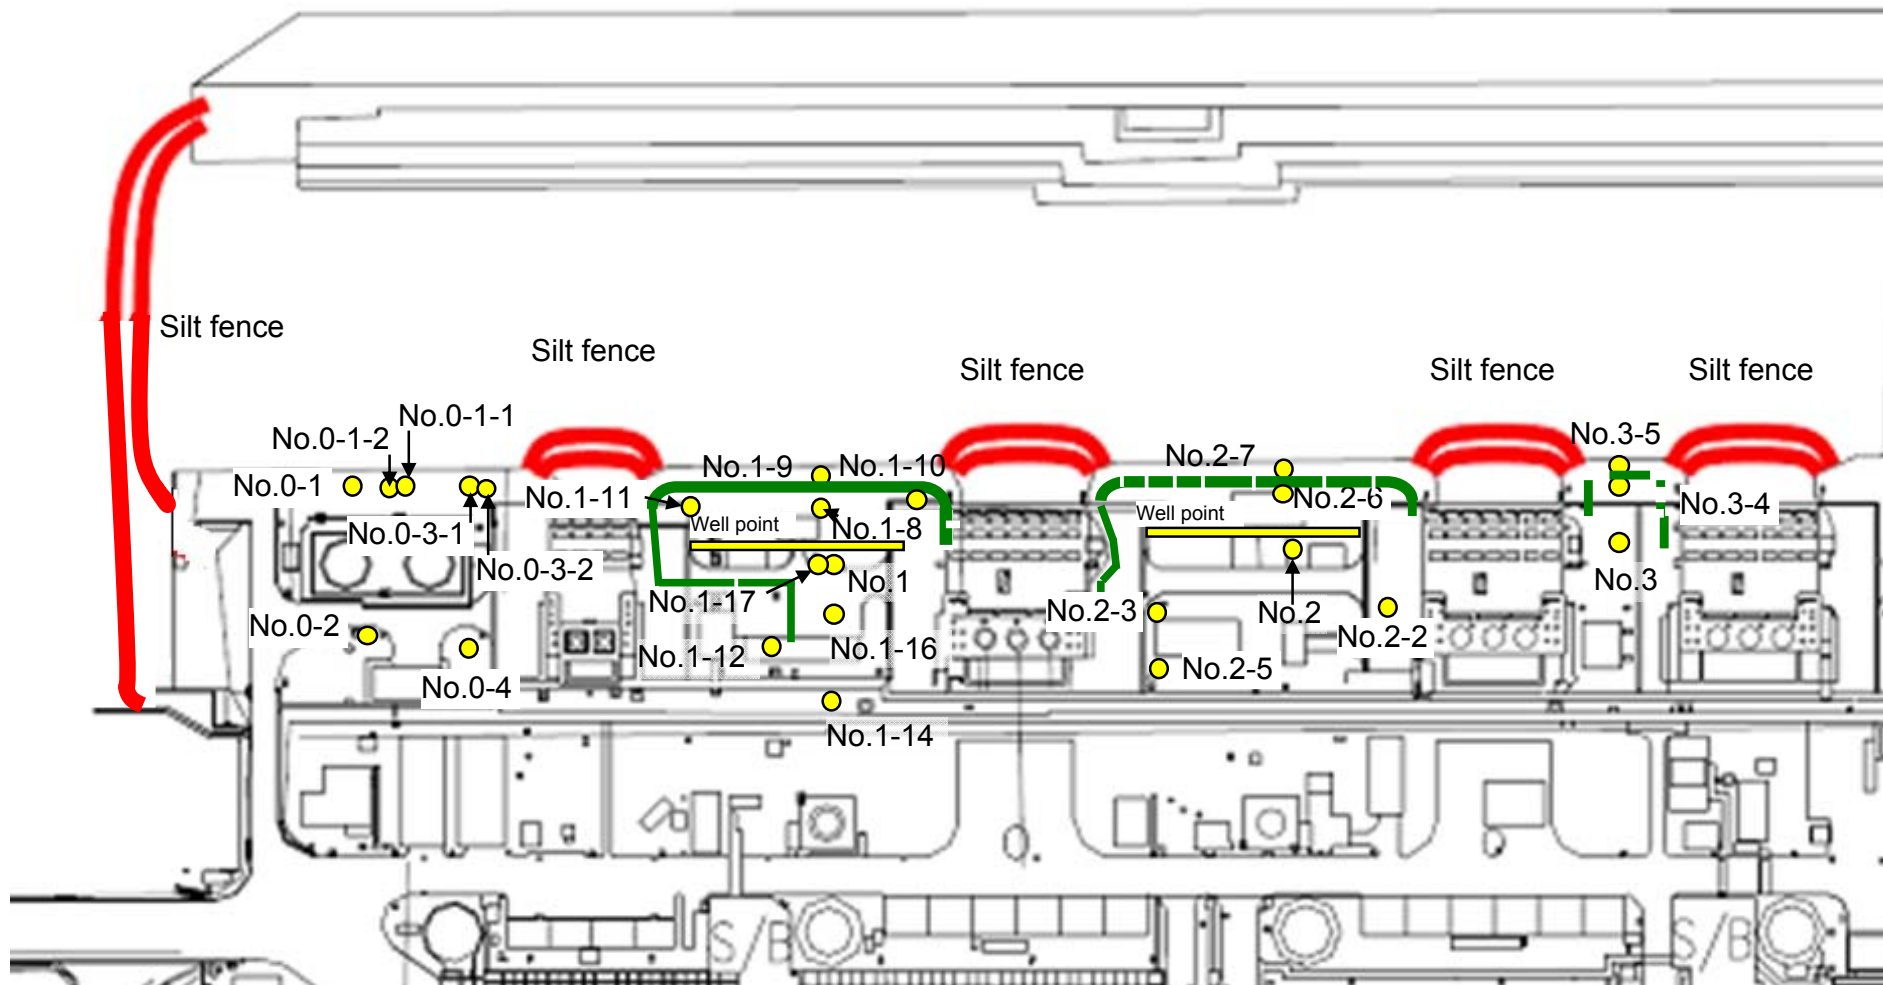 Silt fence
Silt fence
Silt fence
Silt fence
Silt fence
No.0-1-1
No.0-1-2
No.3-5
No.2-7
No.1-9
No.1-10
No.0-1
No.1-11
No.2-6
No.3-4
Well point
Well point
No.0-3-1
No.1-8
No.0-3-2
No.1
No.3
No.1-17
No.2-3
No.2
No.0-2
No.2-2
No.1-12
No.1-16
No.2-5
No.0-4
No.1-14
S/B
S/B